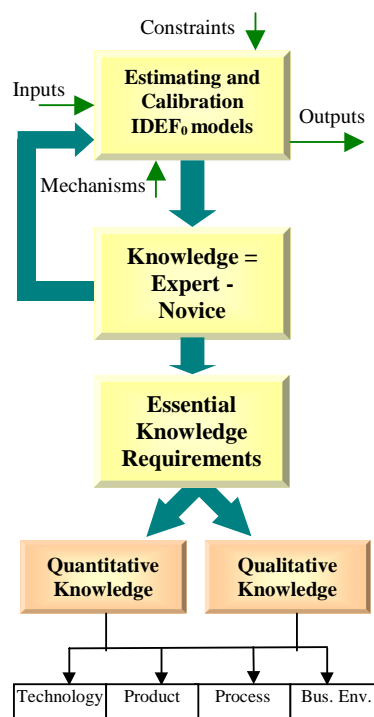 Constraints
Estimating and
Calibration
IDEF₀ models
Inputs
Outputs
Mechanisms
Knowledge =
Expert -
Novice
Essential
Knowledge
Requirements
Quantitative
Knowledge
Qualitative
Knowledge
Technology
Product
Process
Bus. Env.